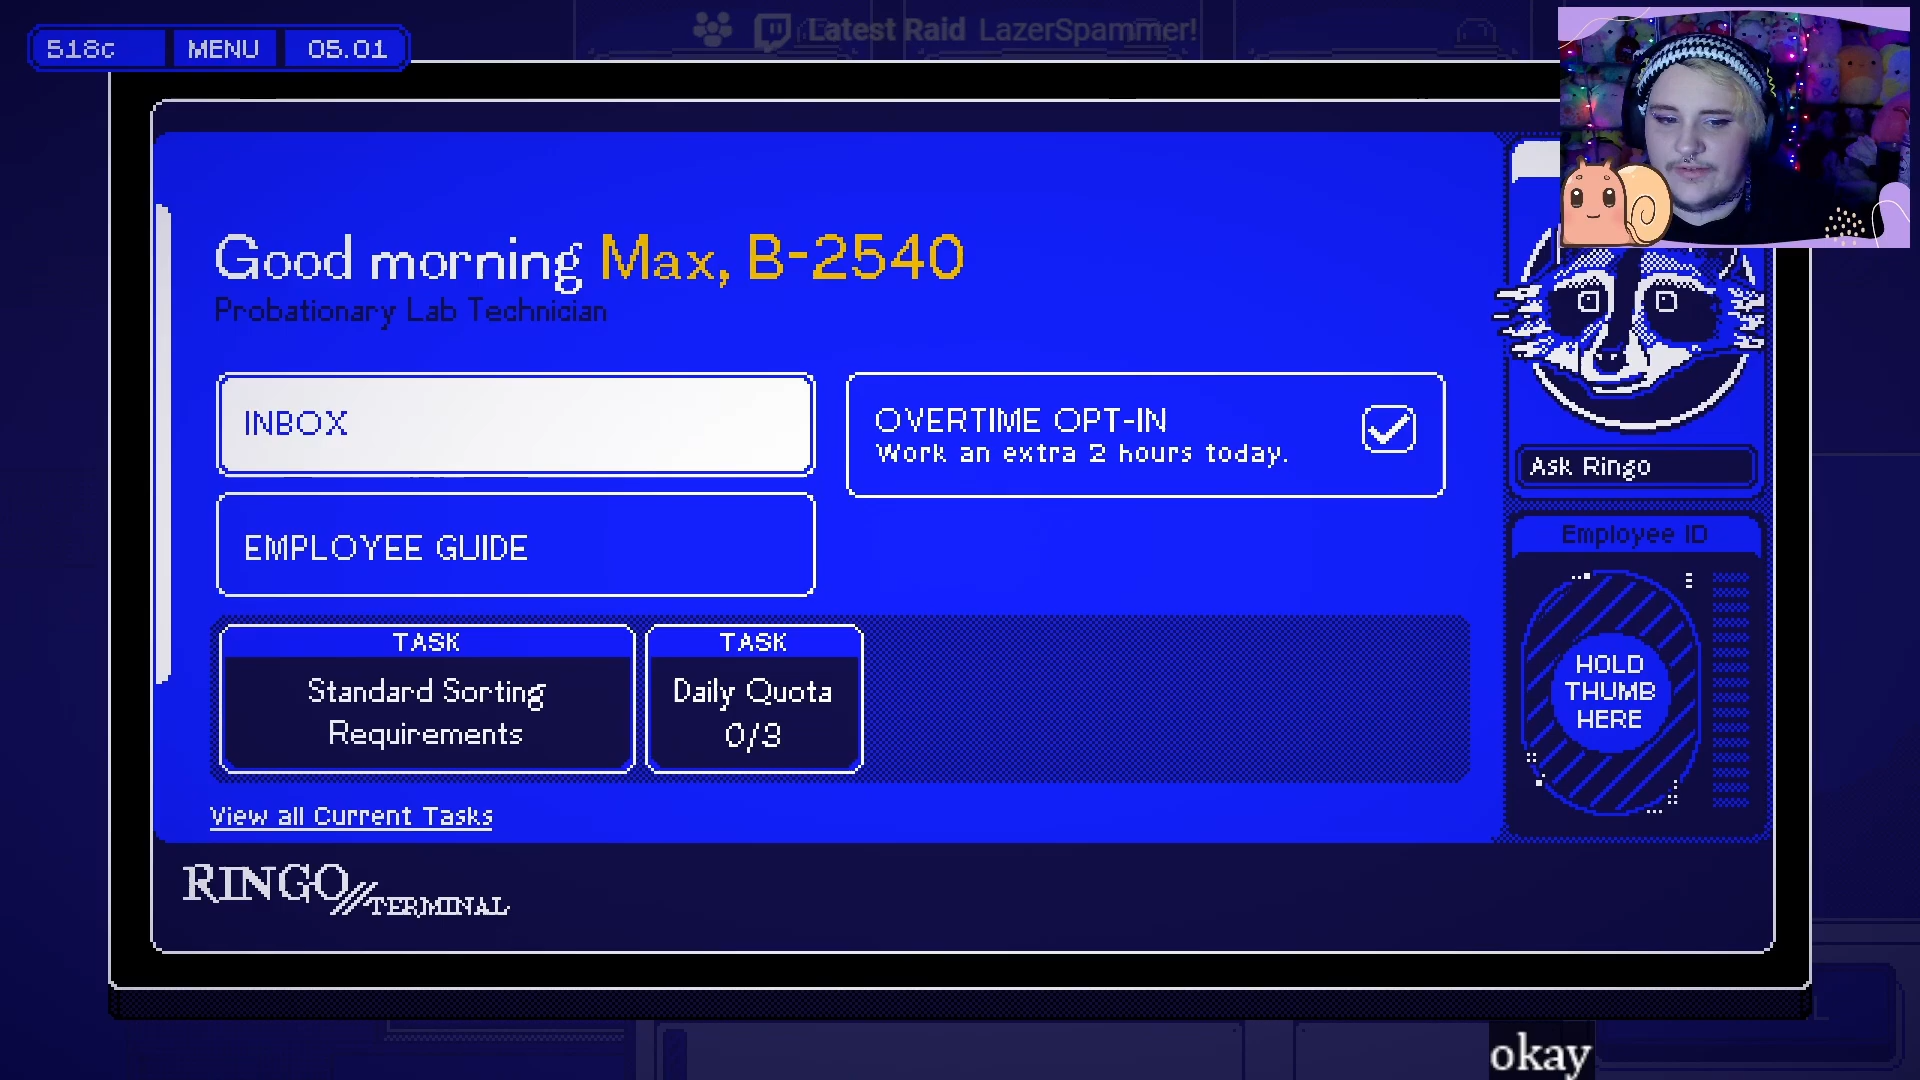 Latest Raid LazerSpammer!
518c MENU 05.01
Good morning Max, B-2540
Probationary Lab Technician
INBOX
OVERTIME OPT-IN
Work an extra 2 hours today.
Ask Ringo
EMPLOYEE GUIDE
Employee ID
HOLD
THUMB
HERE
TASK
Standard Sorting
Requirements
TASK
Daily Quota
0/3
View all Current Tasks
RINGO//TERMINAL
okay